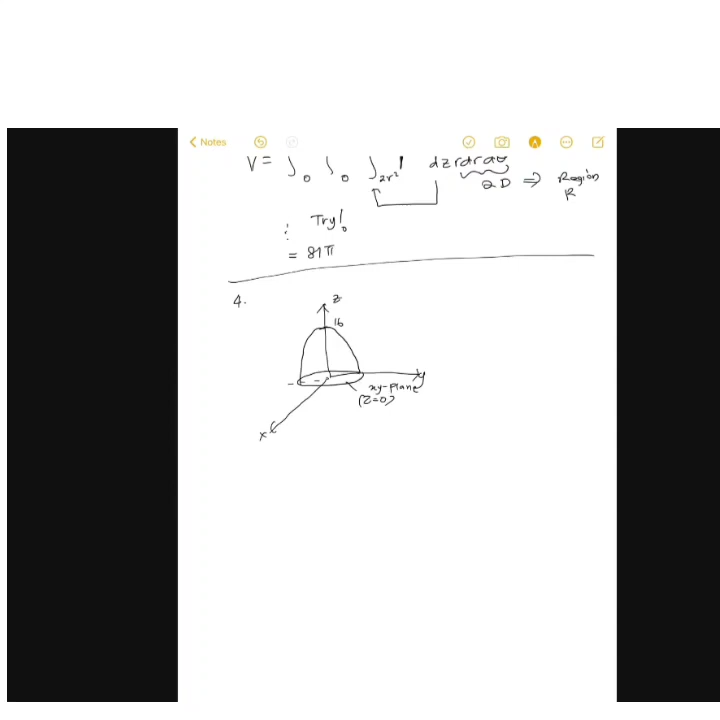 Notes
V = ∫₀ ∫₀ ∫₂ᵣ² dz r dr dθ
2D ⇒ Region R
: Try!
= 81π
4.
z
16
y
xy-plane
(z=0)
x